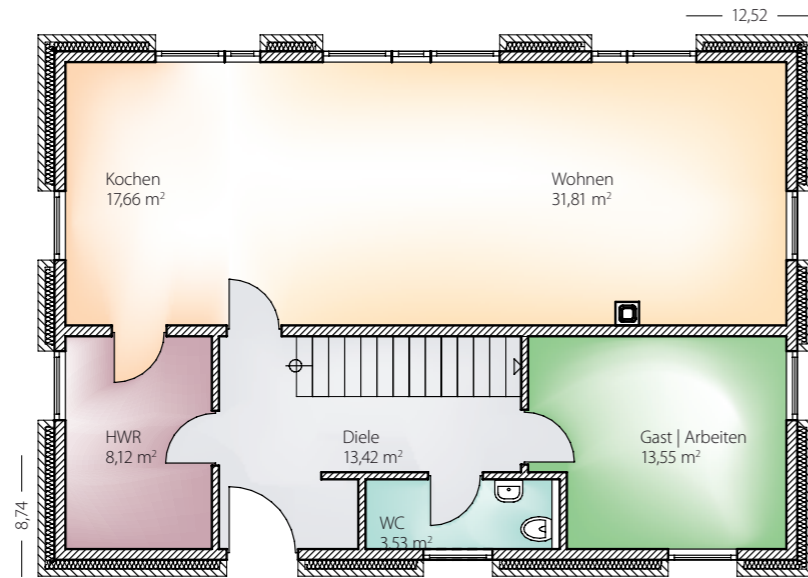 12,52
Kochen
17,66 m²
Wohnen
31,81 m²
HWR
8,12 m²
Diele
13,42 m²
Gast | Arbeiten
13,55 m²
WC
3,53 m²
8,74